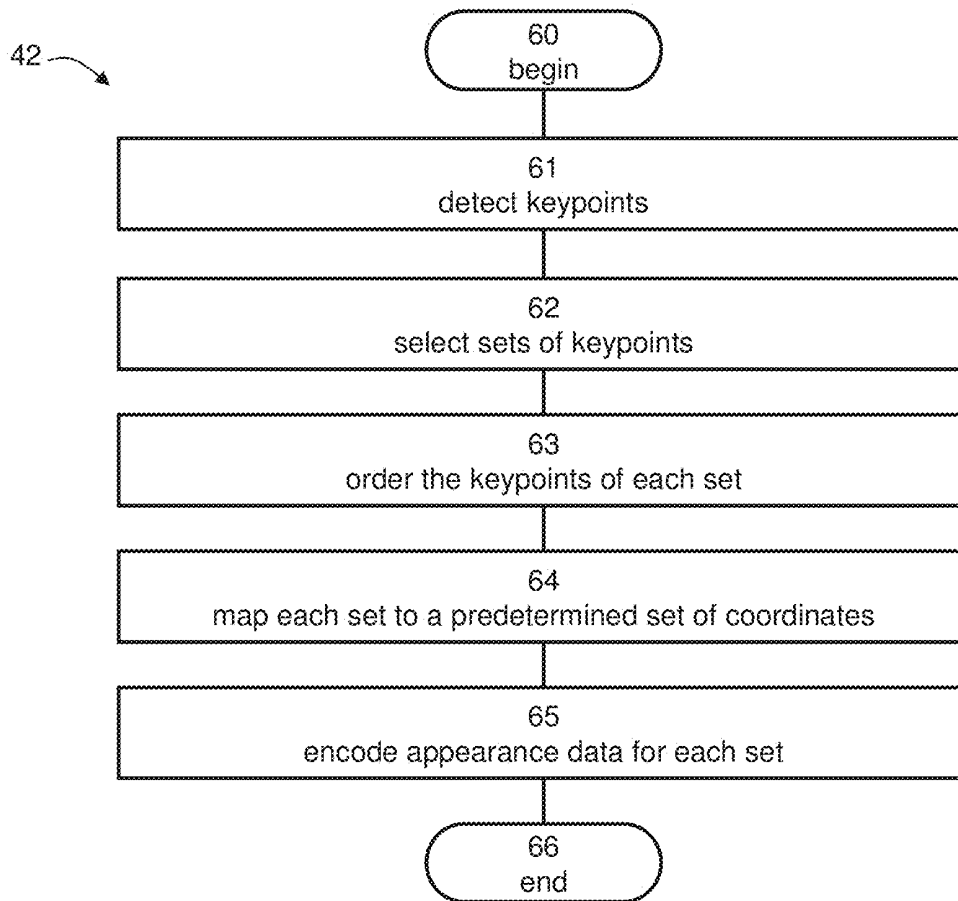 42
60
begin
61
detect keypoints
62
select sets of keypoints
63
order the keypoints of each set
64
map each set to a predetermined set of coordinates
65
encode appearance data for each set
66
end